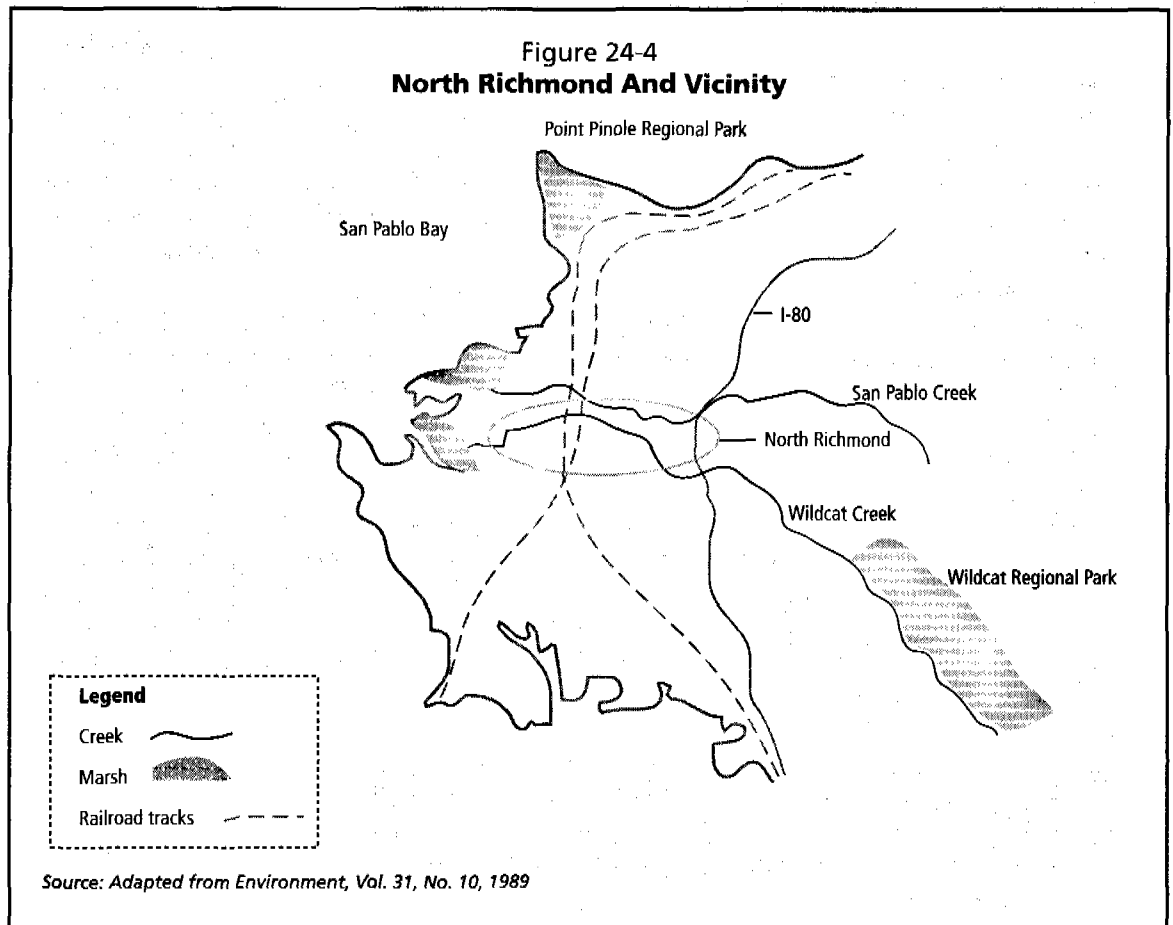 Figure 24-4
North Richmond And Vicinity
Point Pinole Regional Park
San Pablo Bay
I-80
San Pablo Creek
North Richmond
Wildcat Creek
Wildcat Regional Park
Legend
Creek
Marsh
Railroad tracks
Source: Adapted from Environment, Vol. 31, No. 10, 1989